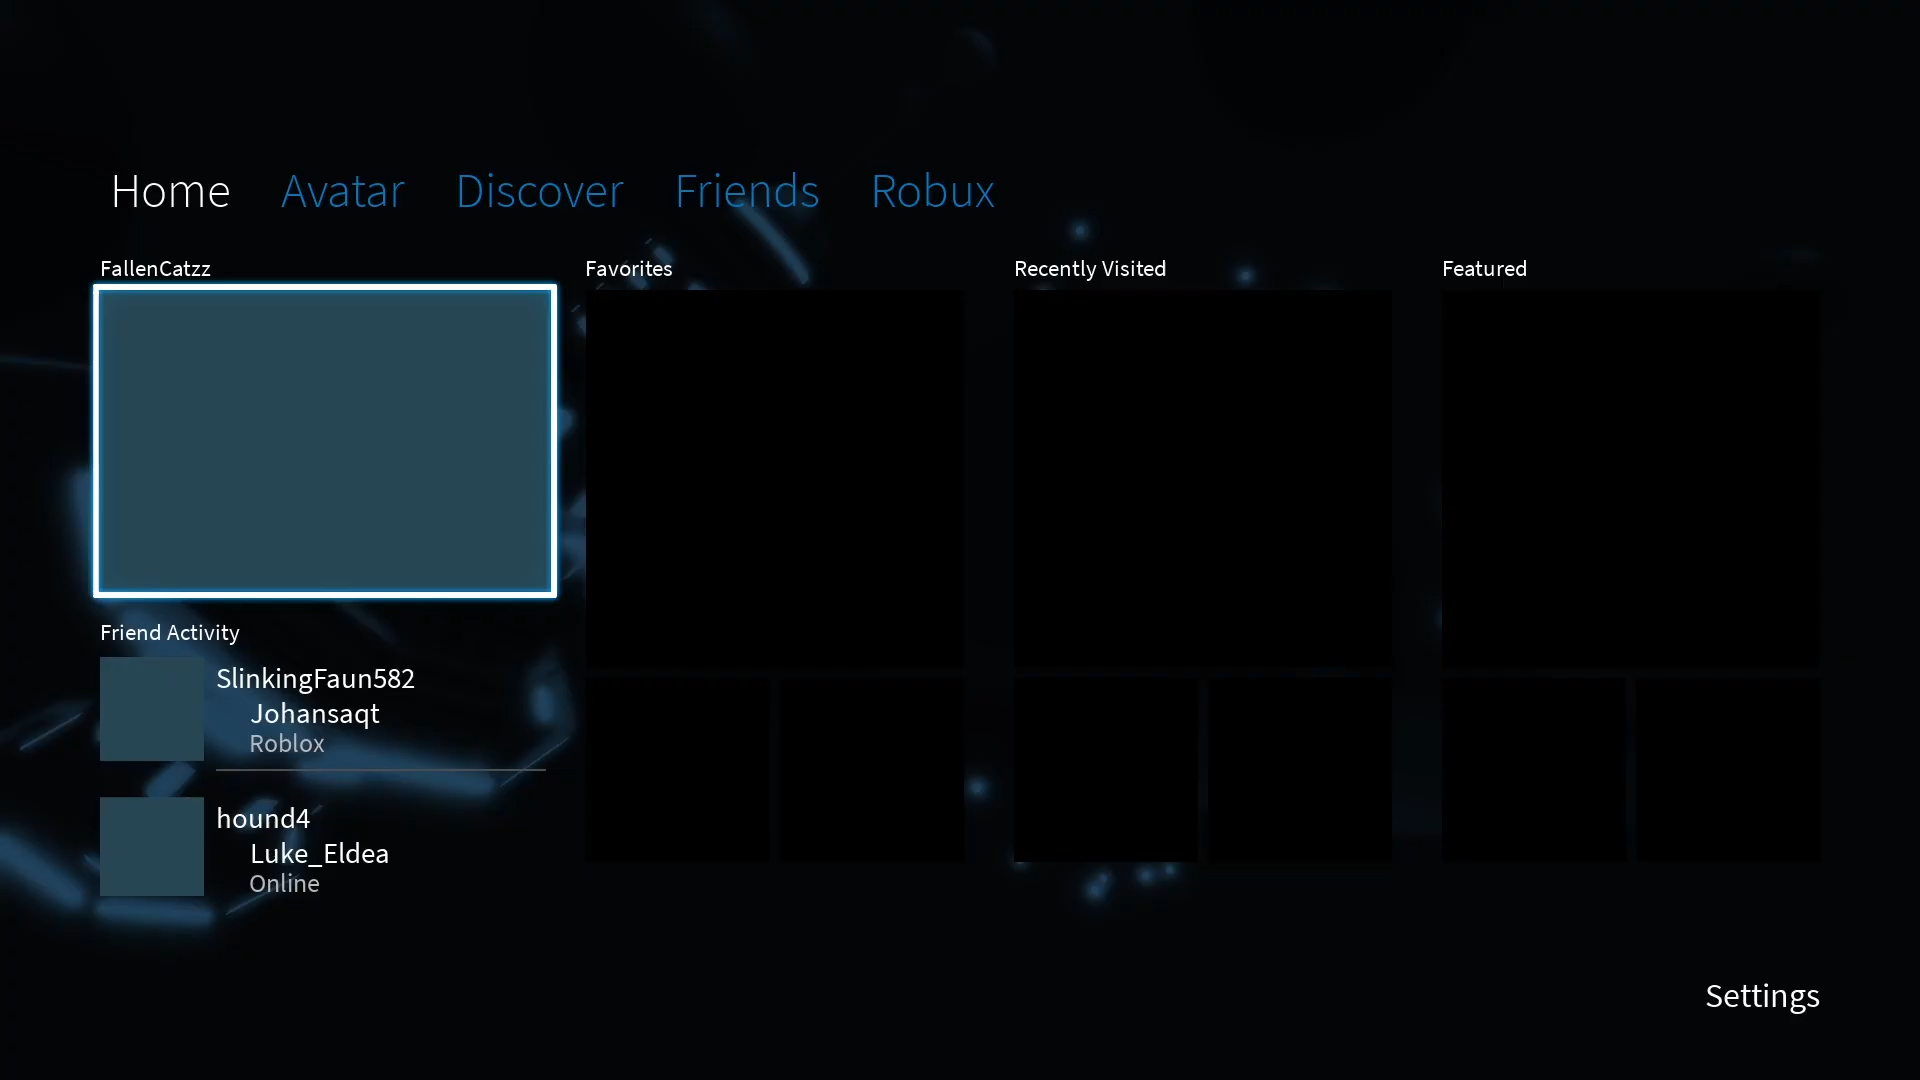 Home Avatar Discover Friends Robux
FallenCatzz
Friend Activity
SlinkingFaun582
Johansaqt
Roblox
hound4
Luke_Eldea
Online
Favorites
Recently Visited
Featured
Settings